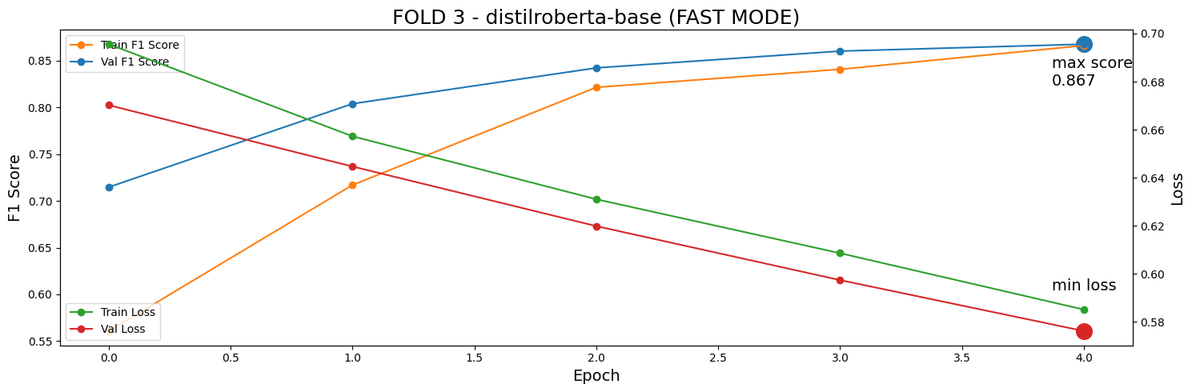 FOLD 3 - distilroberta-base (FAST MODE)
Train F1 Score
Val F1 Score
Train Loss
Val Loss
max score
0.867
min loss
F1 Score
0.85
0.80
0.75
0.70
0.65
0.60
0.55
Loss
0.70
0.68
0.66
0.64
0.62
0.60
0.58
0.0 0.5 1.0 1.5 2.0 2.5 3.0 3.5 4.0
Epoch